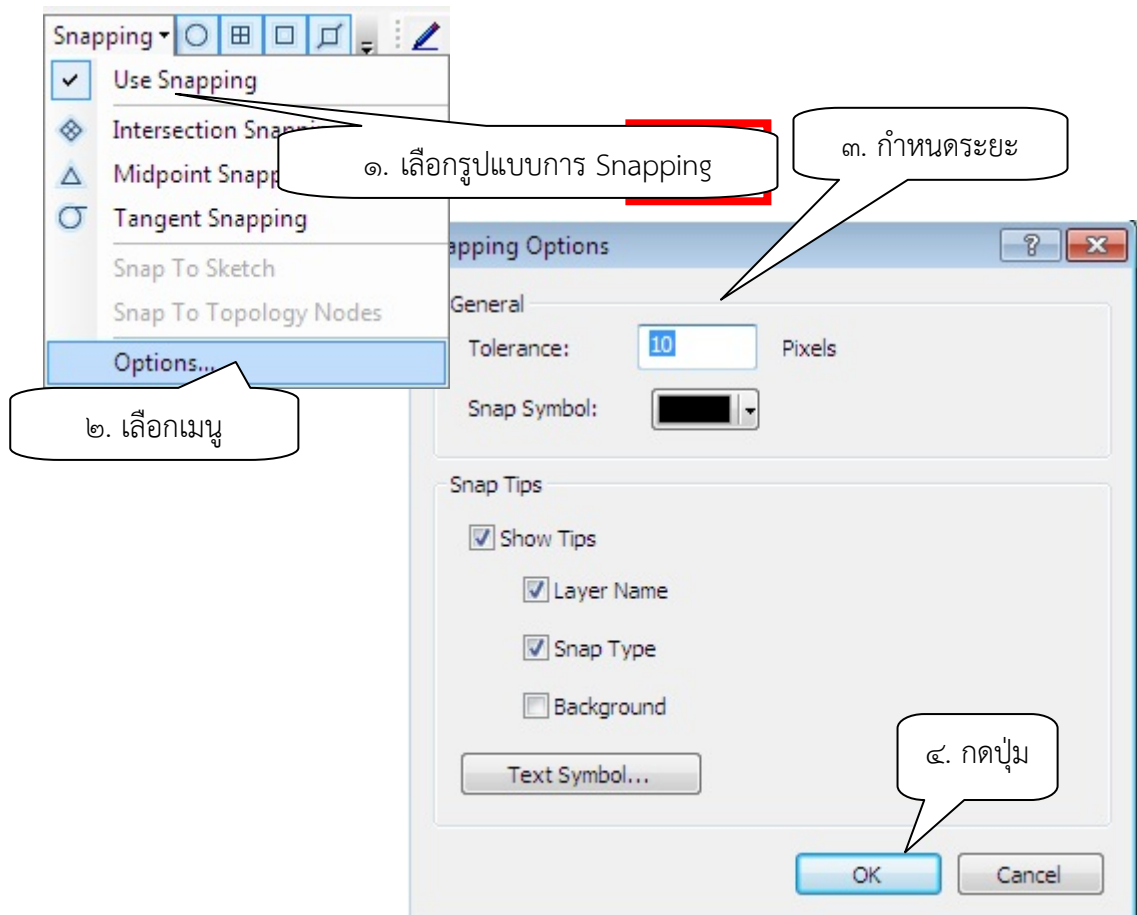 Snapping
Use Snapping
Intersection
Midpoint
Tangent Snapping
Snap To Sketch
Snap To Topology Nodes
Options...
๑. เลือกรูปแบบการ Snapping
๒. เลือกเมนู
๓. กำหนดระยะ
apping Options
General
Tolerance: 10 Pixels
Snap Symbol:
Snap Tips
Show Tips
Layer Name
Snap Type
Background
Text Symbol...
๔. กดปุ่ม
OK Cancel